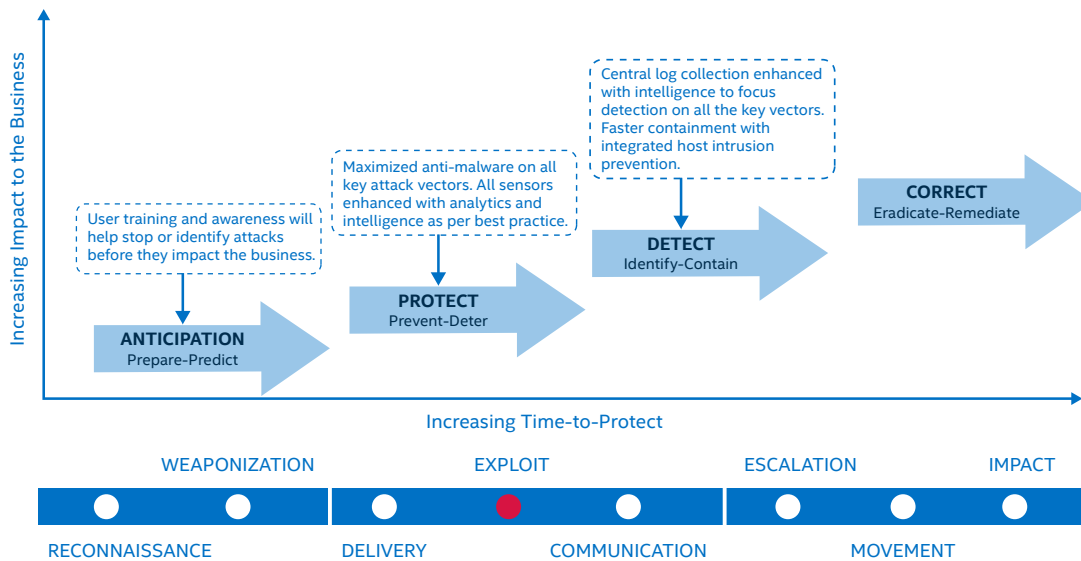 Increasing Impact to the Business
Central log collection enhanced
with intelligence to focus
detection on all the key vectors.
Faster containment with
integrated host intrusion
prevention.
Maximized anti-malware on all
key attack vectors. All sensors
enhanced with analytics and
intelligence as per best practice.
User training and awareness will
help stop or identify attacks
before they impact the business.
ANTICIPATION
Prepare-Predict
PROTECT
Prevent-Deter
DETECT
Identify-Contain
CORRECT
Eradicate-Remediate
Increasing Time-to-Protect
WEAPONIZATION
EXPLOIT
ESCALATION
IMPACT
RECONNAISSANCE
DELIVERY
COMMUNICATION
MOVEMENT